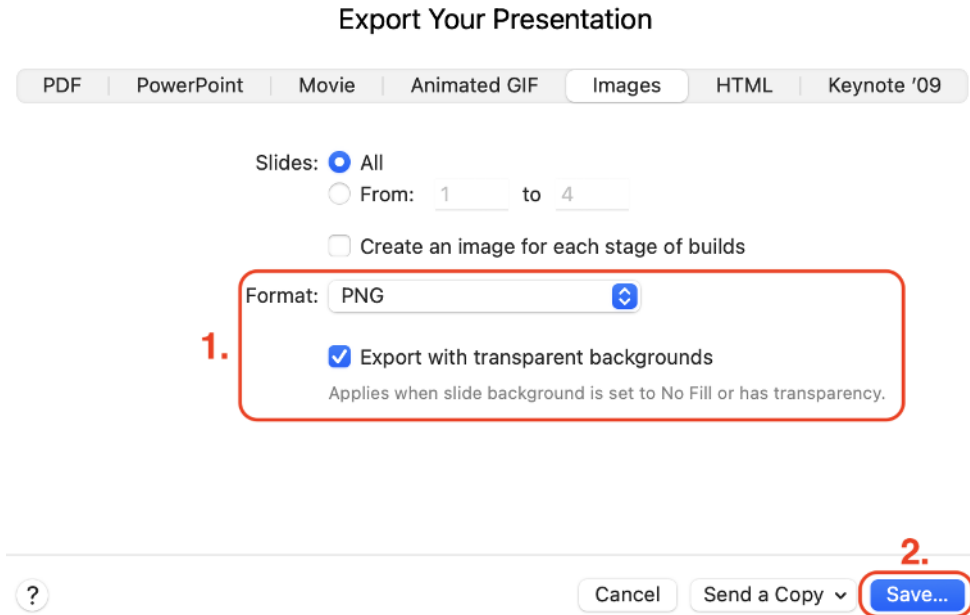 Export Your Presentation
PDF PowerPoint Movie Animated GIF Images HTML Keynote ’09
Slides: All
From: 1 to 4
Create an image for each stage of builds
Format: PNG
1.
Export with transparent backgrounds
Applies when slide background is set to No Fill or has transparency.
2.
? Cancel Send a Copy Save...